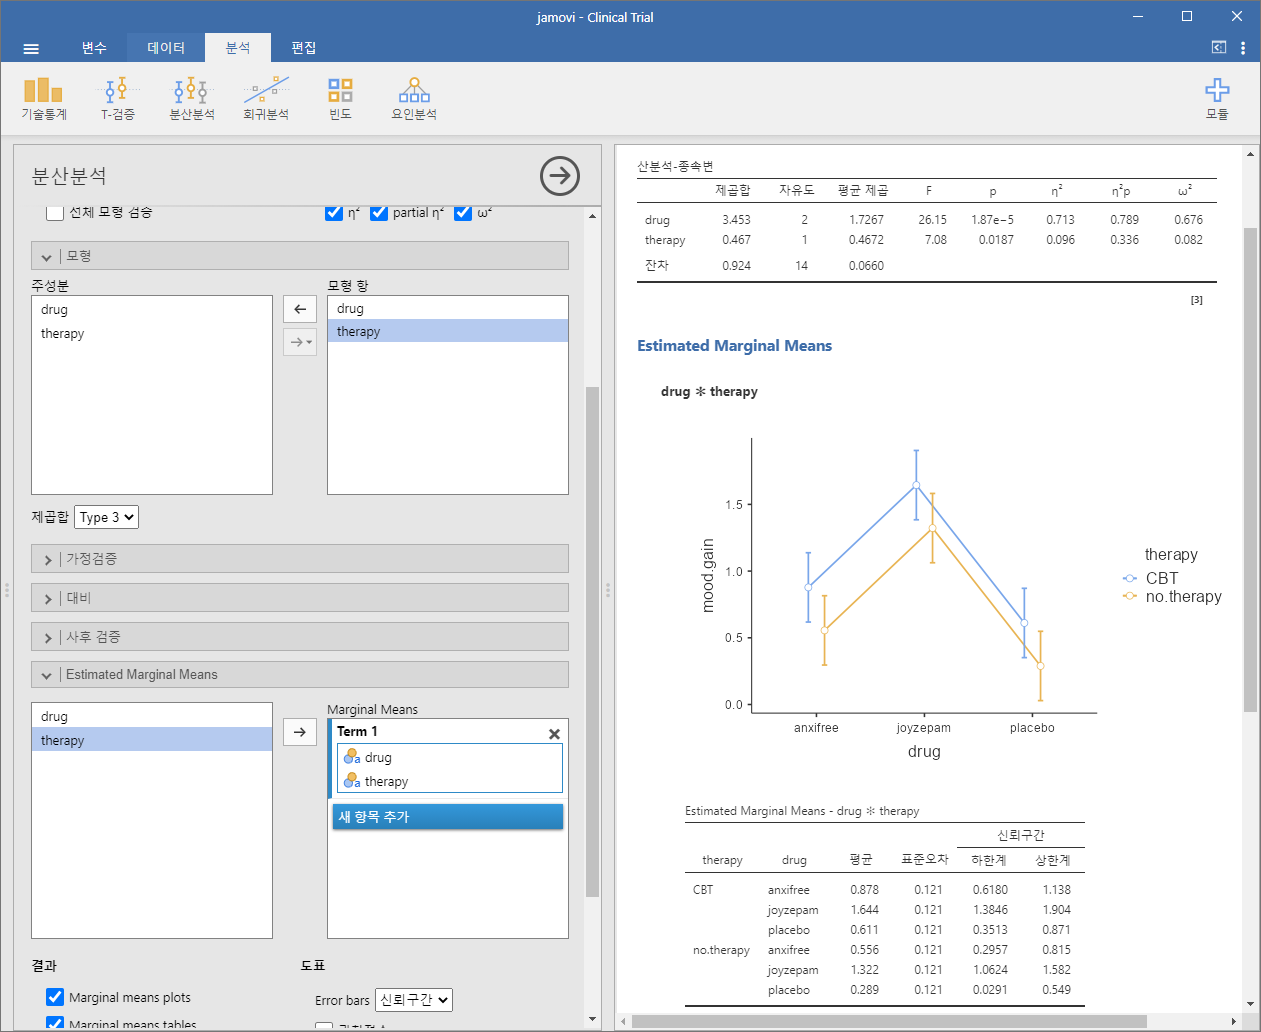 jamovi - Clinical Trial
변수 데이터 분석 편집
기술통계 T-검증 분산분석 회귀분석 빈도 요인분석 모듈
분산분석
전체 모형 검증 η² partial η² ω²
모형
주성분 모형 항
drug drug
therapy therapy
제곱합 Type 3
가정검증
대비
사후 검증
Estimated Marginal Means
Marginal Means
drug Term 1
therapy drug
therapy
새 항목 추가
결과 도표
Marginal means plots Error bars 신뢰구간
Marginal means tables
산분석-종속변
제곱합 자유도 평균 제곱 F p η² η²p ω²
drug 3.453 2 1.7267 26.15 1.87e−5 0.713 0.789 0.676
therapy 0.467 1 0.4672 7.08 0.0187 0.096 0.336 0.082
잔차 0.924 14 0.0660
[3]
Estimated Marginal Means
drug ✻ therapy
mood.gain
1.5
1.0
0.5
0.0
anxifree joyzepam placebo
drug
therapy
CBT
no.therapy
Estimated Marginal Means - drug ✻ therapy
신뢰구간
therapy drug 평균 표준오차 하한계 상한계
CBT anxifree 0.878 0.121 0.6180 1.138
joyzepam 1.644 0.121 1.3846 1.904
placebo 0.611 0.121 0.3513 0.871
no.therapy anxifree 0.556 0.121 0.2957 0.815
joyzepam 1.322 0.121 1.0624 1.582
placebo 0.289 0.121 0.0291 0.549